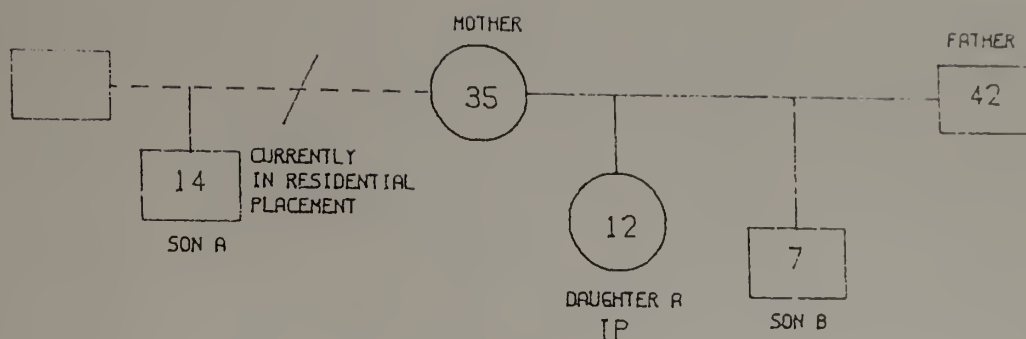 MOTHER
FATHER
35
42
14
CURRENTLY
IN RESIDENTIAL
PLACEMENT
SON A
12
7
DAUGHTER A
IP
SON B